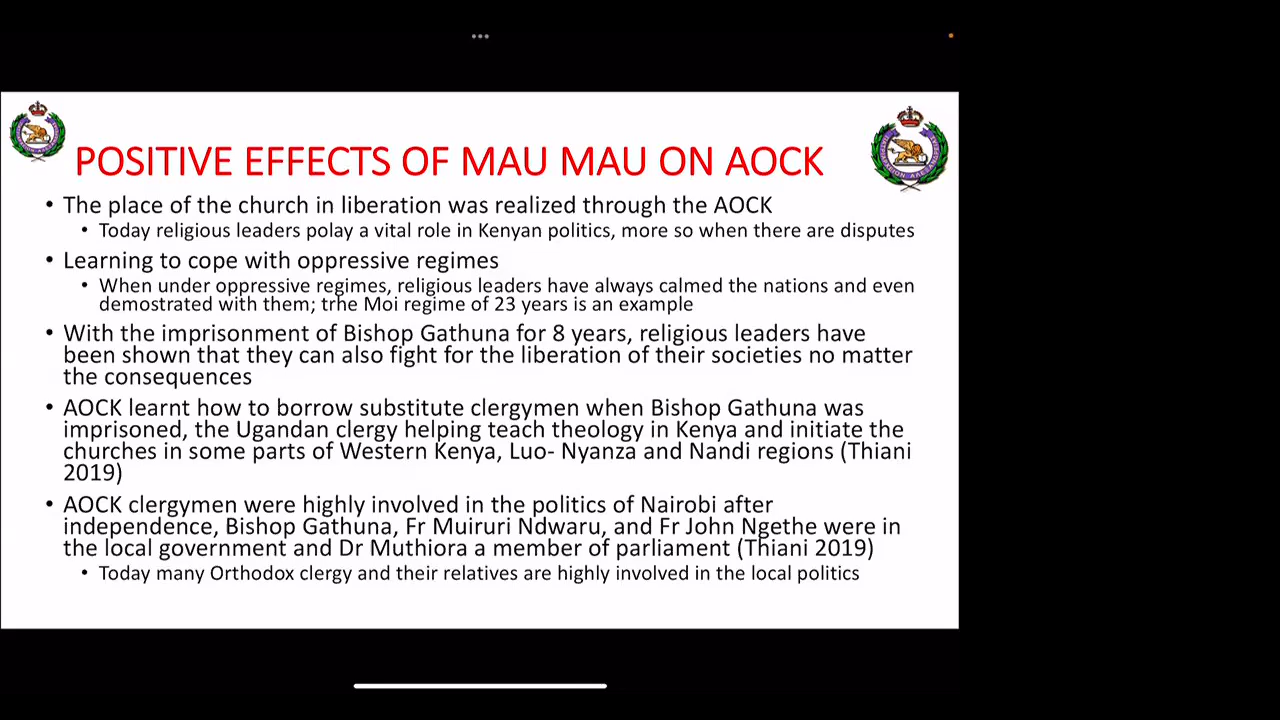 POSITIVE EFFECTS OF MAU MAU ON AOCK
• The place of the church in liberation was realized through the AOCK
• Today religious leaders polay a vital role in Kenyan politics, more so when there are disputes
• Learning to cope with oppressive regimes
• When under oppressive regimes, religious leaders have always calmed the nations and even
demostrated with them; trhe Moi regime of 23 years is an example
• With the imprisonment of Bishop Gathuna for 8 years, religious leaders have
been shown that they can also fight for the liberation of their societies no matter
the consequences
• AOCK learnt how to borrow substitute clergymen when Bishop Gathuna was
imprisoned, the Ugandan clergy helping teach theology in Kenya and initiate the
churches in some parts of Western Kenya, Luo- Nyanza and Nandi regions (Thiani
2019)
• AOCK clergymen were highly involved in the politics of Nairobi after
independence, Bishop Gathuna, Fr Muiruri Ndwaru, and Fr John Ngethe were in
the local government and Dr Muthiora a member of parliament (Thiani 2019)
• Today many Orthodox clergy and their relatives are highly involved in the local politics